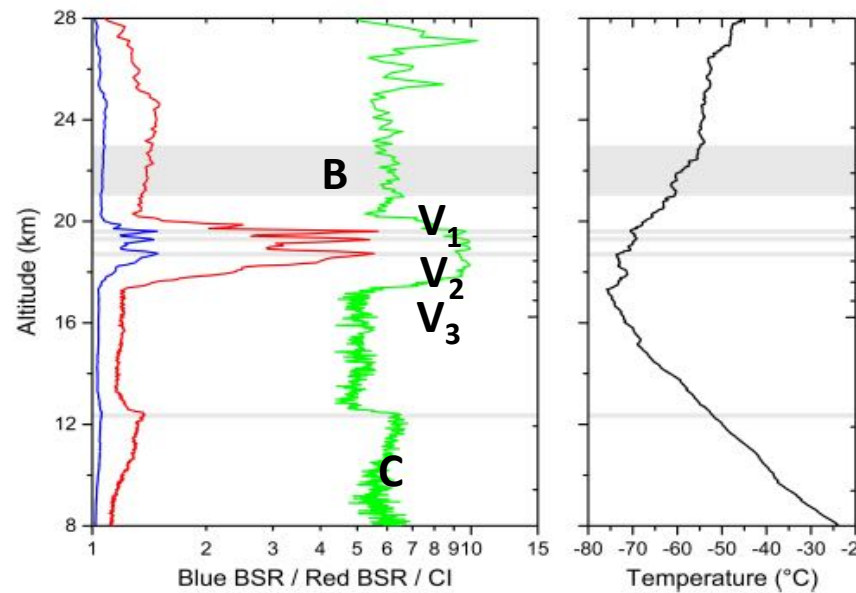 28
24
20
16
12
8
Altitude (km)
B
V1
V2
V3
C
1 2 3 4 5 6 7 8 9 10 15
Blue BSR / Red BSR / CI
-80 -70 -60 -50 -40 -30 -20
Temperature (°C)